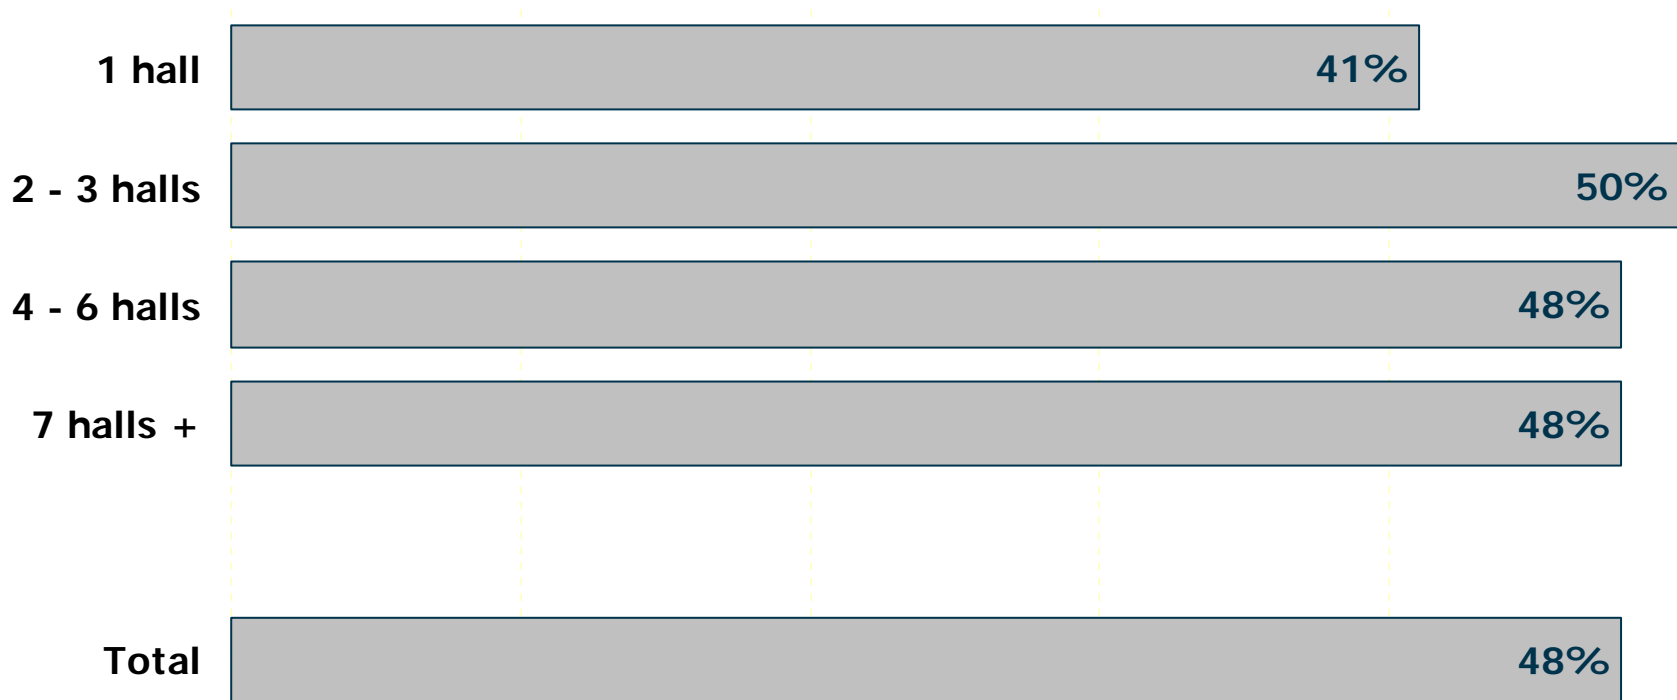 1 hall 41%
2 - 3 halls 50%
4 - 6 halls 48%
7 halls + 48%
Total 48%